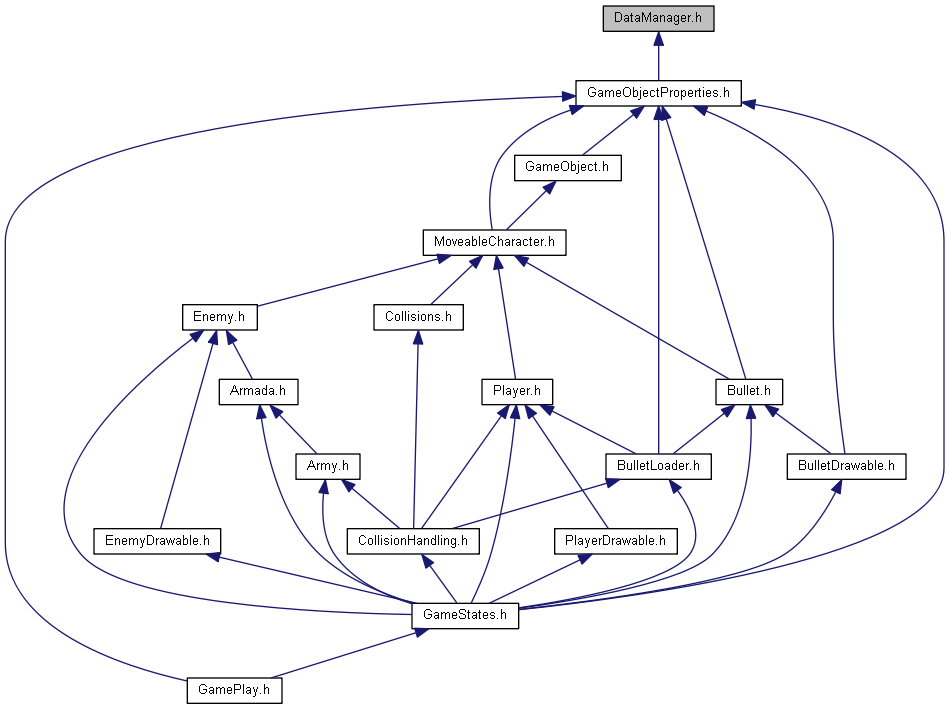 DataManager.h
GameObjectProperties.h
GameObject.h
MoveableCharacter.h
Enemy.h
Collisions.h
Armada.h
Player.h
Bullet.h
Army.h
BulletLoader.h
BulletDrawable.h
EnemyDrawable.h
CollisionHandling.h
PlayerDrawable.h
GameStates.h
GamePlay.h